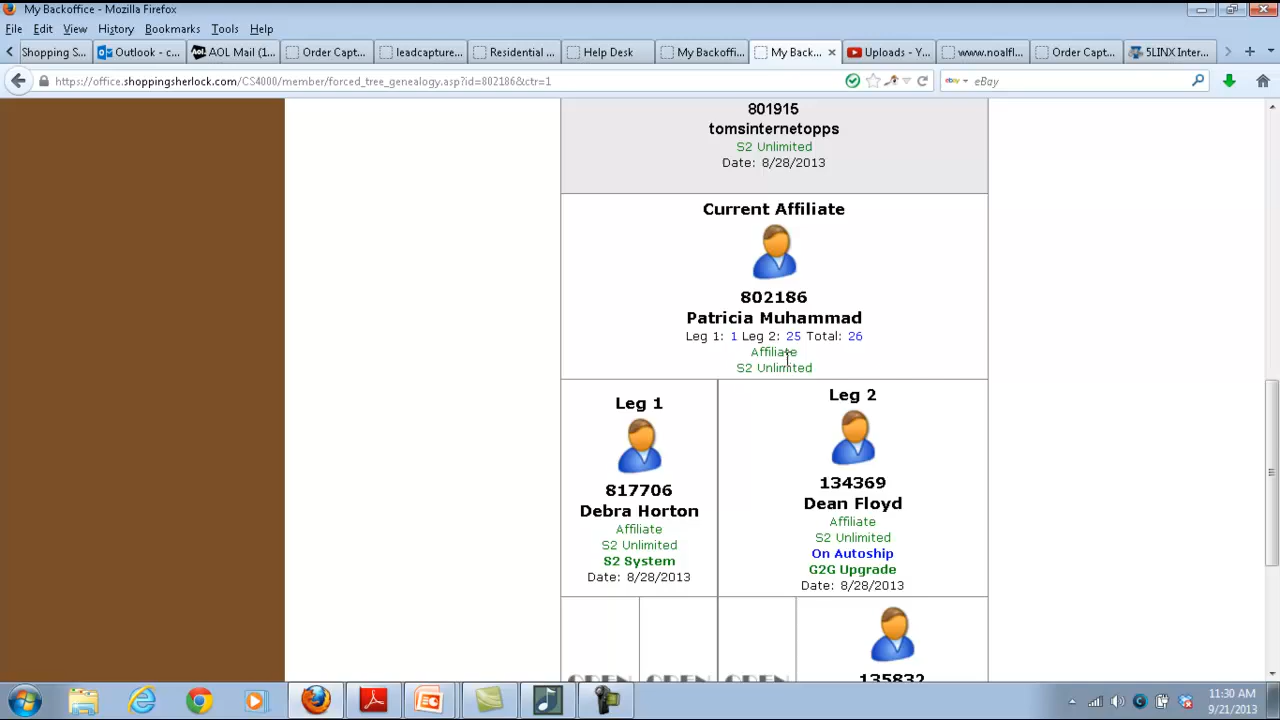 My Backoffice - Mozilla Firefox
File Edit View History Bookmarks Tools Help
Shopping S... Outlook - c... AOL Mail (1... Order Capt... leadcapture... Residential ... Help Desk My Backoffi... My Back... × Uploads - Y... www.noalfl... Order Capt... 5LINX Inter...
https://office.shoppingsherlock.com/CS4000/member/forced_tree_genealogy.asp?id=802186&ctr=1
eBay
801915
tomsinternetopps
S2 Unlimited
Date: 8/28/2013
Current Affiliate
802186
Patricia Muhammad
Leg 1: 1 Leg 2: 25 Total: 26
Affiliate
S2 Unlimited
Leg 1
817706
Debra Horton
Affiliate
S2 Unlimited
S2 System
Date: 8/28/2013
Leg 2
134369
Dean Floyd
Affiliate
S2 Unlimited
On Autoship
G2G Upgrade
Date: 8/28/2013
OPEN OPEN OPEN
135832
11:30 AM
9/21/2013